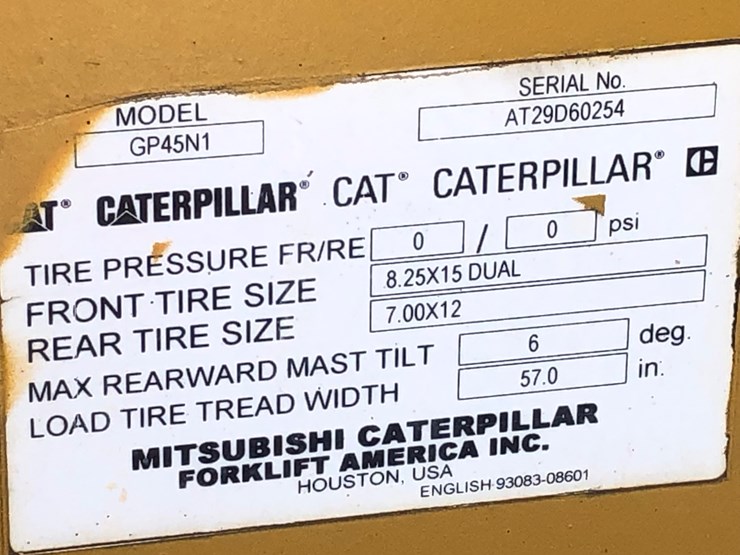 MODEL
GP45N1
SERIAL No.
AT29D60254
AT® CATERPILLAR® CAT® CATERPILLAR®
TIRE PRESSURE FR/RE 0 / 0 psi
FRONT TIRE SIZE 8.25X15 DUAL
REAR TIRE SIZE 7.00X12
MAX REARWARD MAST TILT 6 deg.
LOAD TIRE TREAD WIDTH 57.0 in.
MITSUBISHI CATERPILLAR
FORKLIFT AMERICA INC.
HOUSTON, USA
ENGLISH 93083-08601